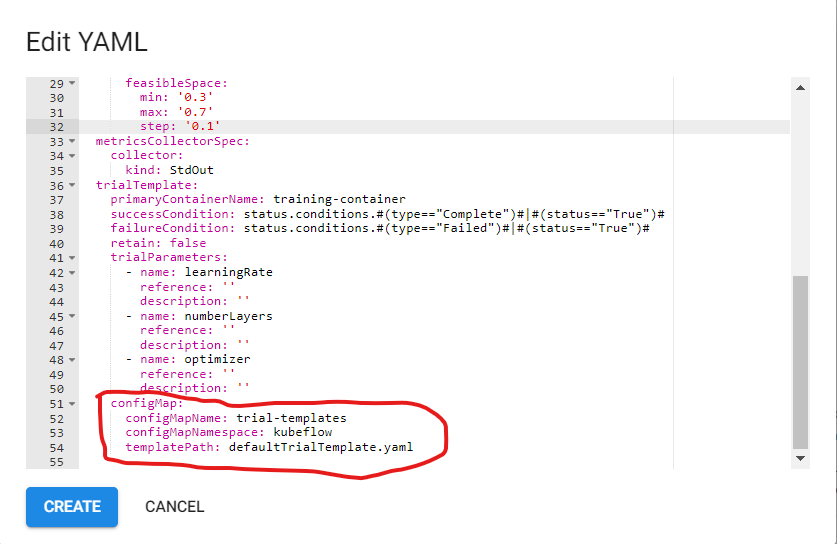 Edit YAML
29 feasibleSpace:
30 min: '0.3'
31 max: '0.7'
32 step: '0.1'
33 metricsCollectorSpec:
34 collector:
35 kind: StdOut
36 trialTemplate:
37 primaryContainerName: training-container
38 successCondition: status.conditions.#(type=="Complete")#|#(status=="True")#
39 failureCondition: status.conditions.#(type=="Failed")#|#(status=="True")#
40 retain: false
41 trialParameters:
42 - name: learningRate
43 reference: ''
44 description: ''
45 - name: numberLayers
46 reference: ''
47 description: ''
48 - name: optimizer
49 reference: ''
50 description: ''
51 configMap:
52 configMapName: trial-templates
53 configMapNamespace: kubeflow
54 templatePath: defaultTrialTemplate.yaml
55
CREATE CANCEL